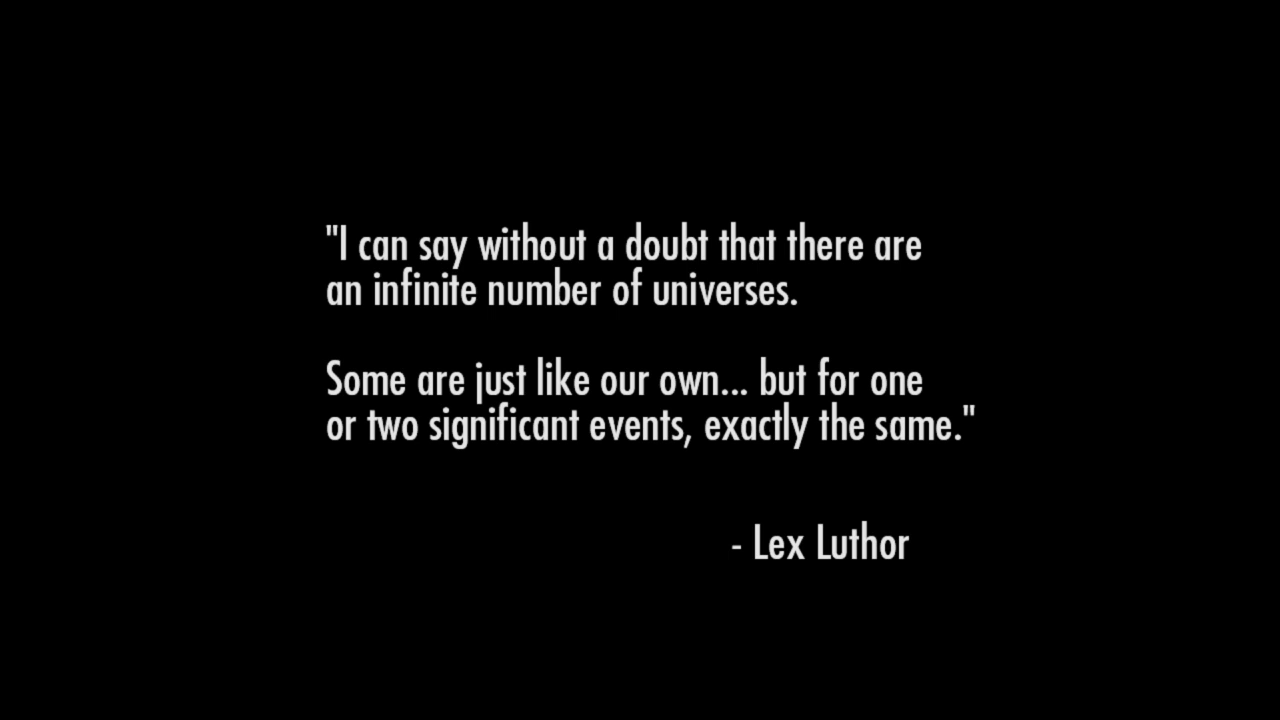 "I can say without a doubt that there are
an infinite number of universes.
Some are just like our own... but for one
or two significant events, exactly the same."
- Lex Luthor